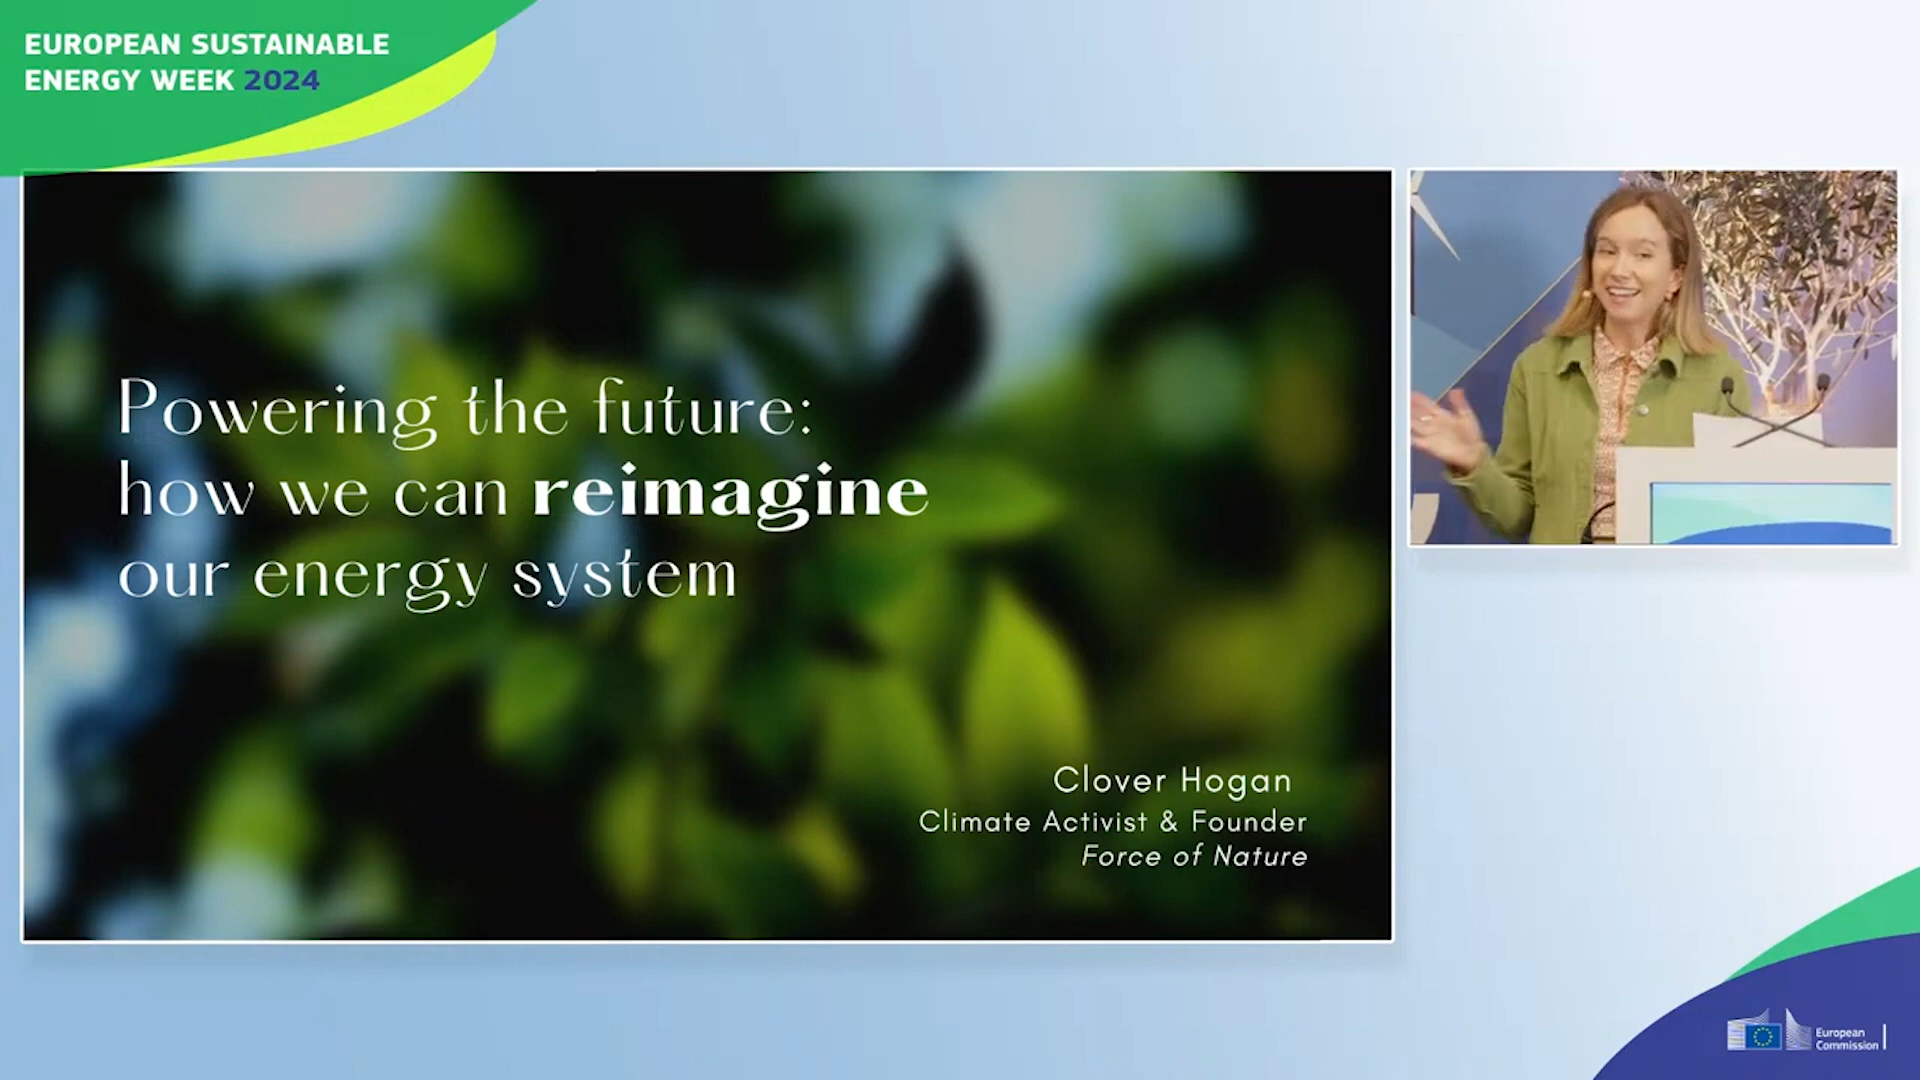 EUROPEAN SUSTAINABLE
ENERGY WEEK 2024
Powering the future:
how we can reimagine
our energy system
Clover Hogan
Climate Activist & Founder
Force of Nature
European
Commission